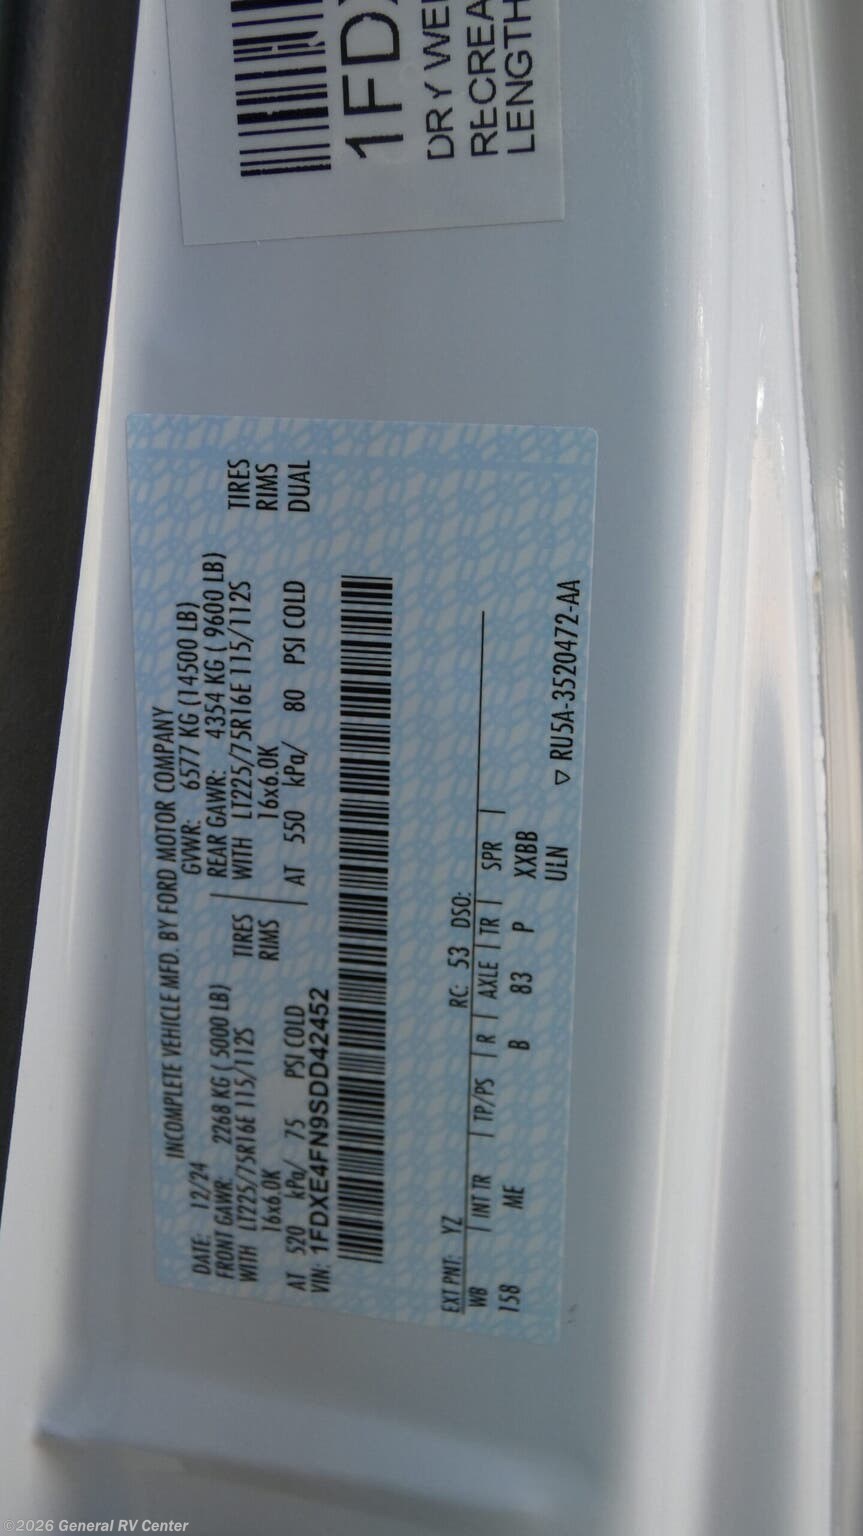 1FD
DRY WE
RECREA
LENGTH
INCOMPLETE VEHICLE MFD. BY FORD MOTOR COMPANY
DATE: 12/24 GVWR: 6577 KG (14500 LB)
FRONT GAWR: 2268 KG ( 5000 LB) REAR GAWR: 4354 KG ( 9600 LB)
WITH LT225/75R16E 115/112S TIRES WITH LT225/75R16E 115/112S TIRES
16x6.0K RIMS 16x6.0K RIMS
AT 520 kPa/ 75 PSI COLD AT 550 kPa/ 80 PSI COLD DUAL
VIN: 1FDXE4FN9SDD42452
EXT PNT: YZ RC: 53 DSO:
WB INT TR TP/PS R AXLE TR SPR
158 ME B 83 P XXBB
ULN
▽ RU5A-3520472-AA
©2026 General RV Center